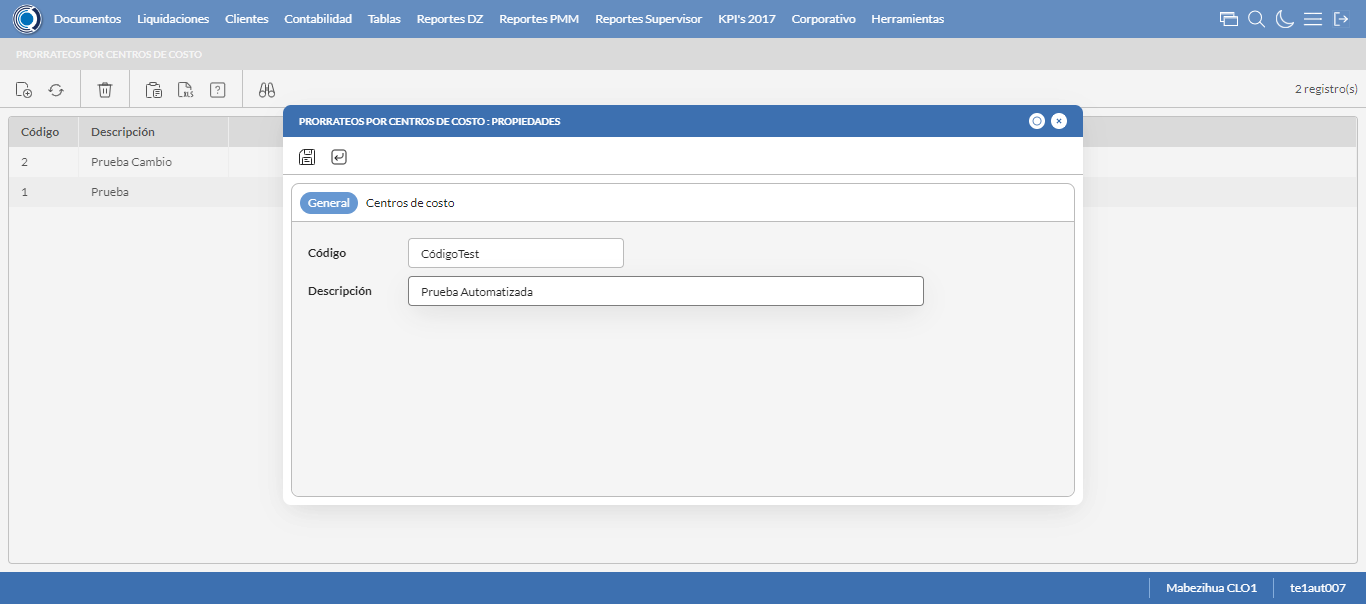 Documentos Liquidaciones Clientes Contabilidad Tablas Reportes DZ Reportes PMM Reportes Supervisor KPI's 2017 Corporativo Herramientas
PRORRATEOS POR CENTROS DE COSTO
XLS ? 2 registro(s)
PRORRATEOS POR CENTROS DE COSTO : PROPIEDADES
Código Descripción
2 Prueba Cambio
1 Prueba
General Centros de costo
Código CódigoTest
Descripción Prueba Automatizada
Mabezihua CLO1 te1aut007